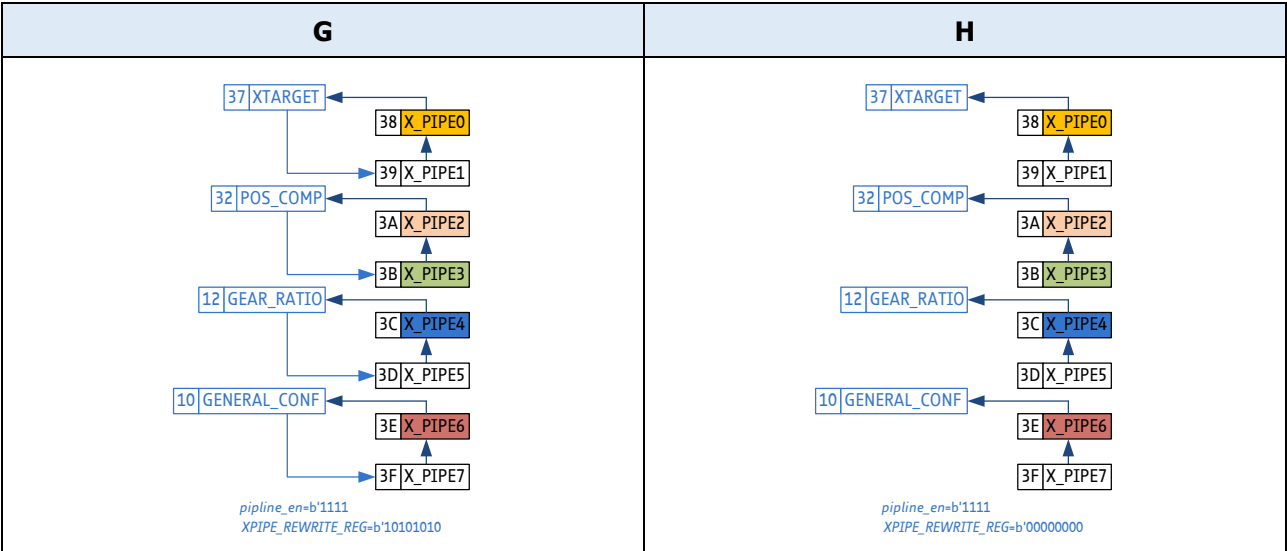 G
H
37 XTARGET
38 X_PIPE0
39 X_PIPE1
32 POS_COMP
3A X_PIPE2
3B X_PIPE3
12 GEAR_RATIO
3C X_PIPE4
3D X_PIPE5
10 GENERAL_CONF
3E X_PIPE6
3F X_PIPE7
pipline_en=b'1111
XPIPE_REWRITE_REG=b'10101010
37 XTARGET
38 X_PIPE0
39 X_PIPE1
32 POS_COMP
3A X_PIPE2
3B X_PIPE3
12 GEAR_RATIO
3C X_PIPE4
3D X_PIPE5
10 GENERAL_CONF
3E X_PIPE6
3F X_PIPE7
pipline_en=b'1111
XPIPE_REWRITE_REG=b'00000000